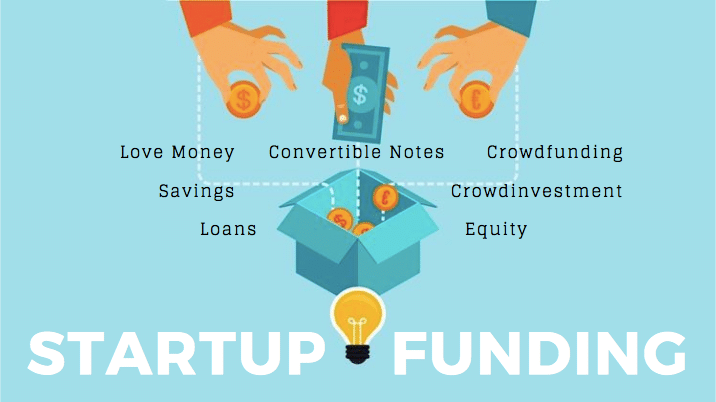 $
€
$
Love Money Convertible Notes Crowdfunding
€
Savings Crowdinvestment
$
Loans Equity
STARTUP FUNDING